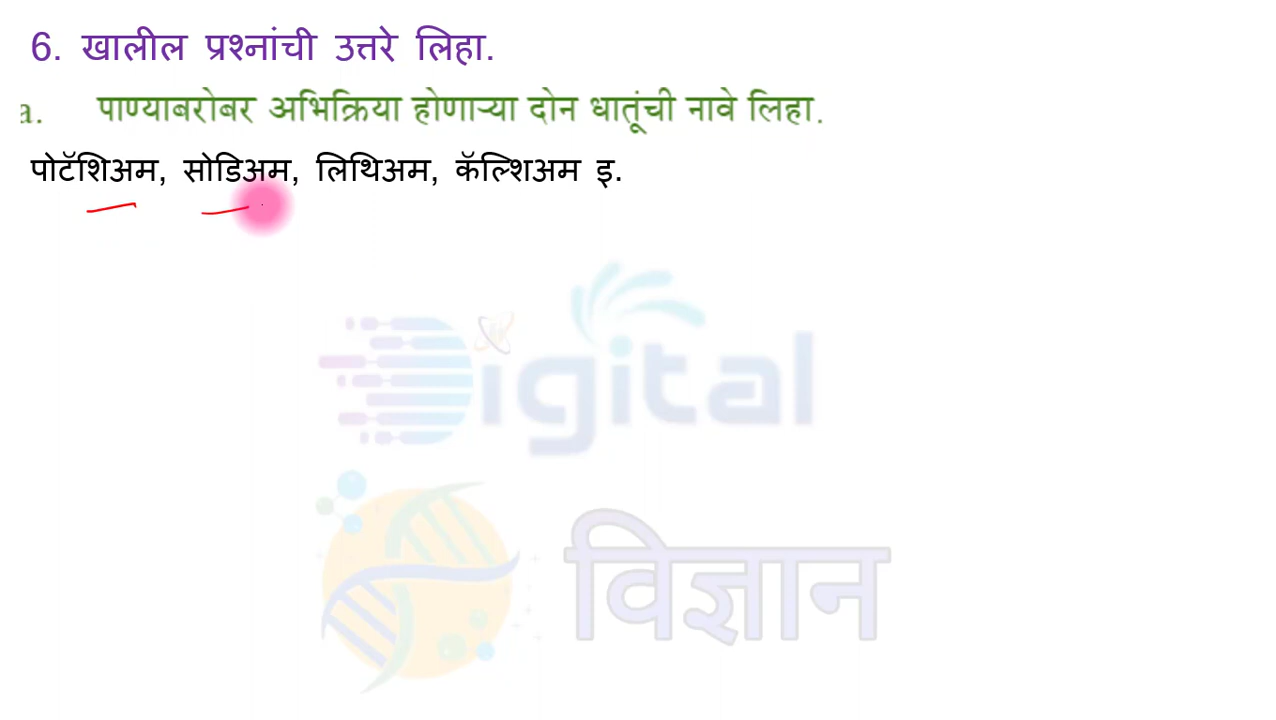 6. खालील प्रश्नांची उत्तरे लिहा.
a. पाण्याबरोबर अभिक्रिया होणाऱ्या दोन धातूंची नावे लिहा.
पोटॅशिअम, सोडिअम, लिथिअम, कॅल्शिअम इ.
Digital
विज्ञान